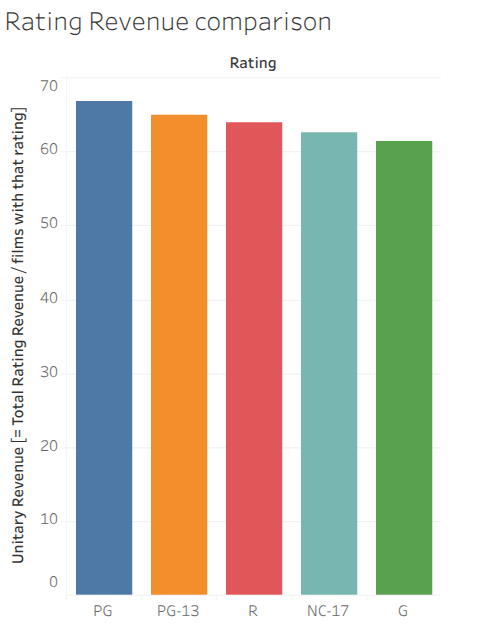 Rating Revenue comparison
Rating
Unitary Revenue [= Total Rating Revenue / films with that rating]
70
60
50
40
30
20
10
0
PG PG-13 R NC-17 G